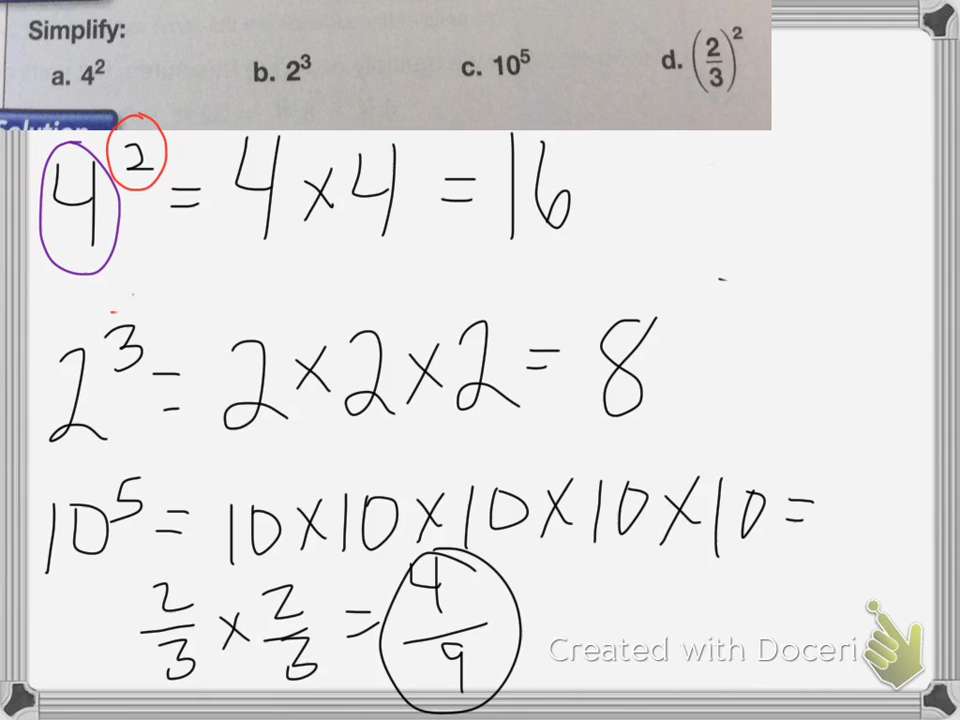 Simplify:
a. 4² b. 2³ c. 10⁵ d. (2/3)²
Solution
4² = 4 × 4 = 16
2³ = 2 × 2 × 2 = 8
10⁵ = 10 × 10 × 10 × 10 × 10 =
2/3 × 2/3 = 4/9
Created with Doceri